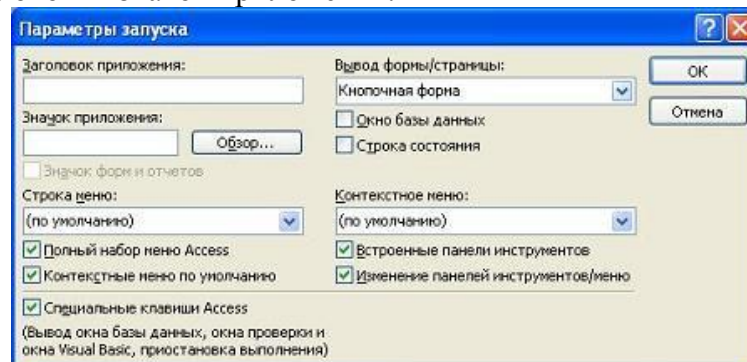 Параметры запуска
Заголовок приложения:
Вывод формы/страницы:
ОК
Кнопочная форма
Значок приложения:
Обзор...
Окно базы данных
Отмена
Строка состояния
Значок форм и отчетов
Строка меню:
Контекстное меню:
(по умолчанию)
(по умолчанию)
Полный набор меню Access
Встроенные панели инструментов
Контекстные меню по умолчанию
Изменение панелей инструментов/меню
Специальные клавиши Access
(Вывод окна базы данных, окна проверки и
окна Visual Basic, приостановка выполнения)